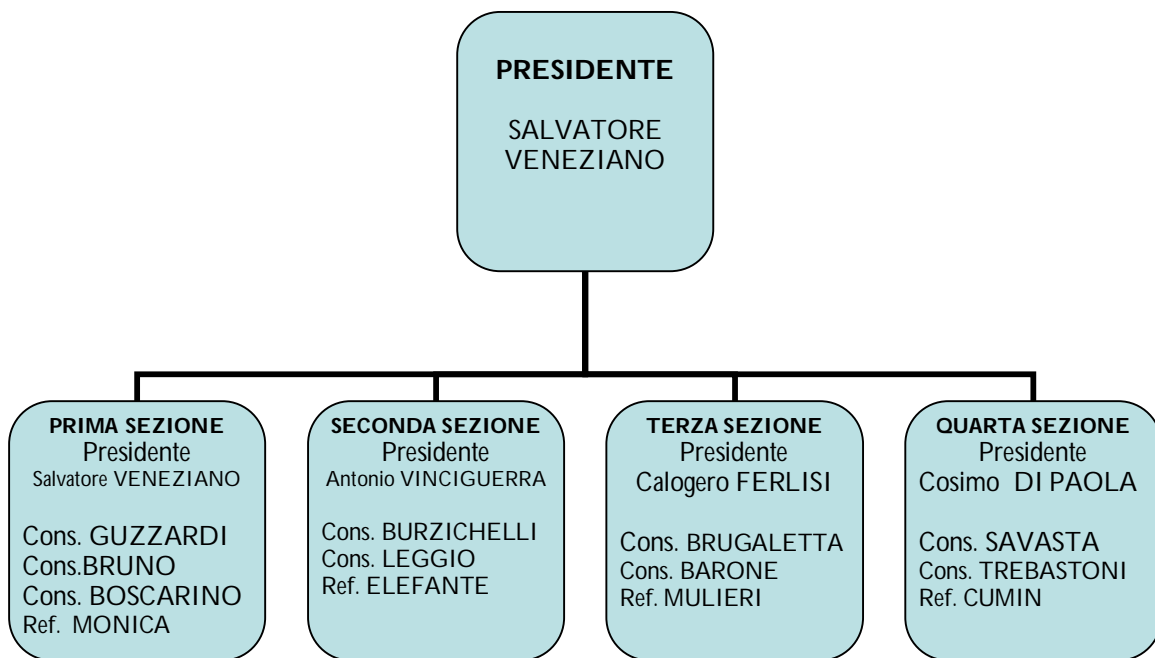 PRESIDENTE
SALVATORE
VENEZIANO
PRIMA SEZIONE
Presidente
Salvatore VENEZIANO
Cons. GUZZARDI
Cons.BRUNO
Cons. BOSCARINO
Ref. MONICA
SECONDA SEZIONE
Presidente
Antonio VINCIGUERRA
Cons. BURZICHELLI
Cons. LEGGIO
Ref. ELEFANTE
TERZA SEZIONE
Presidente
Calogero FERLISI
Cons. BRUGALETTA
Cons. BARONE
Ref. MULIERI
QUARTA SEZIONE
Presidente
Cosimo DI PAOLA
Cons. SAVASTA
Cons. TREBASTONI
Ref. CUMIN